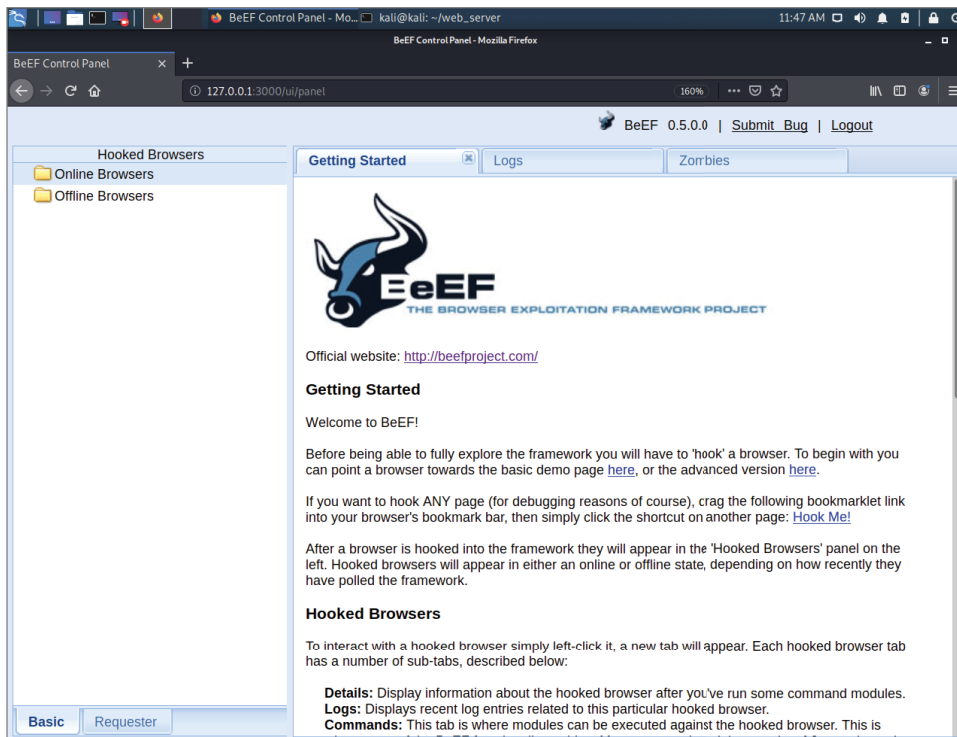 BeEF Control Panel - Mo...
kali@kali: ~/web_server
11:47 AM
BeEF Control Panel - Mozilla Firefox
BeEF Control Panel
127.0.0.1:3000/ui/panel
160%
BeEF 0.5.0.0 | Submit Bug | Logout
Hooked Browsers
Online Browsers
Offline Browsers
Basic
Requester
Getting Started
Logs
Zombies
BeEF
THE BROWSER EXPLOITATION FRAMEWORK PROJECT
Official website: http://beefproject.com/
Getting Started
Welcome to BeEF!
Before being able to fully explore the framework you will have to 'hook' a browser. To begin with you
can point a browser towards the basic demo page here, or the advanced version here.
If you want to hook ANY page (for debugging reasons of course), drag the following bookmarklet link
into your browser's bookmark bar, then simply click the shortcut on another page: Hook Me!
After a browser is hooked into the framework they will appear in the 'Hooked Browsers' panel on the
left. Hooked browsers will appear in either an online or offline state, depending on how recently they
have polled the framework.
Hooked Browsers
To interact with a hooked browser simply left-click it, a new tab will appear. Each hooked browser tab
has a number of sub-tabs, described below:
Details: Display information about the hooked browser after you've run some command modules.
Logs: Displays recent log entries related to this particular hooked browser.
Commands: This tab is where modules can be executed against the hooked browser. This is